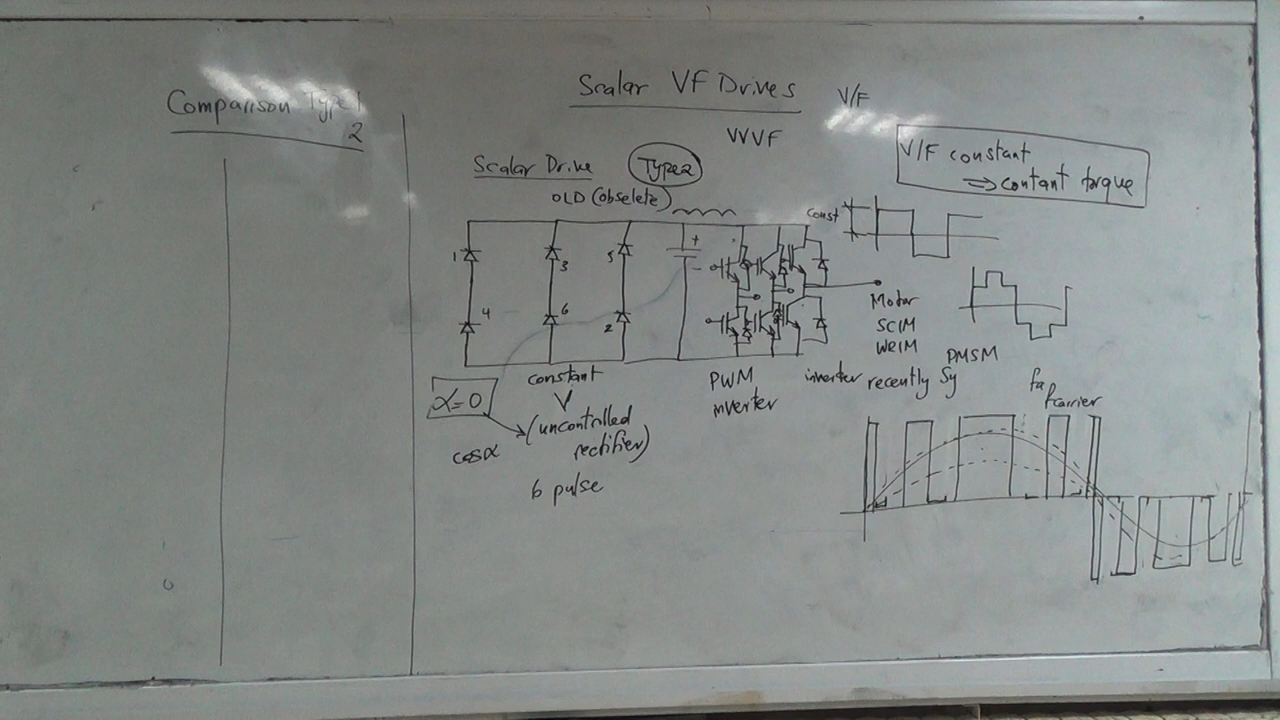 Comparison Type 1
2
Scalar VF Drives
V/F
VVVF
V/F constant
⇒ contant torque
Scalar Drive Type 2
OLD (obselete)
const
1
3
5
+
-
4
6
2
Motor
SCIM
WRIM
PMSM
recently Sy
α=0
constant
V
(uncontrolled
rectifier)
cosα
6 pulse
PWM
inverter
inverter
fcarrier